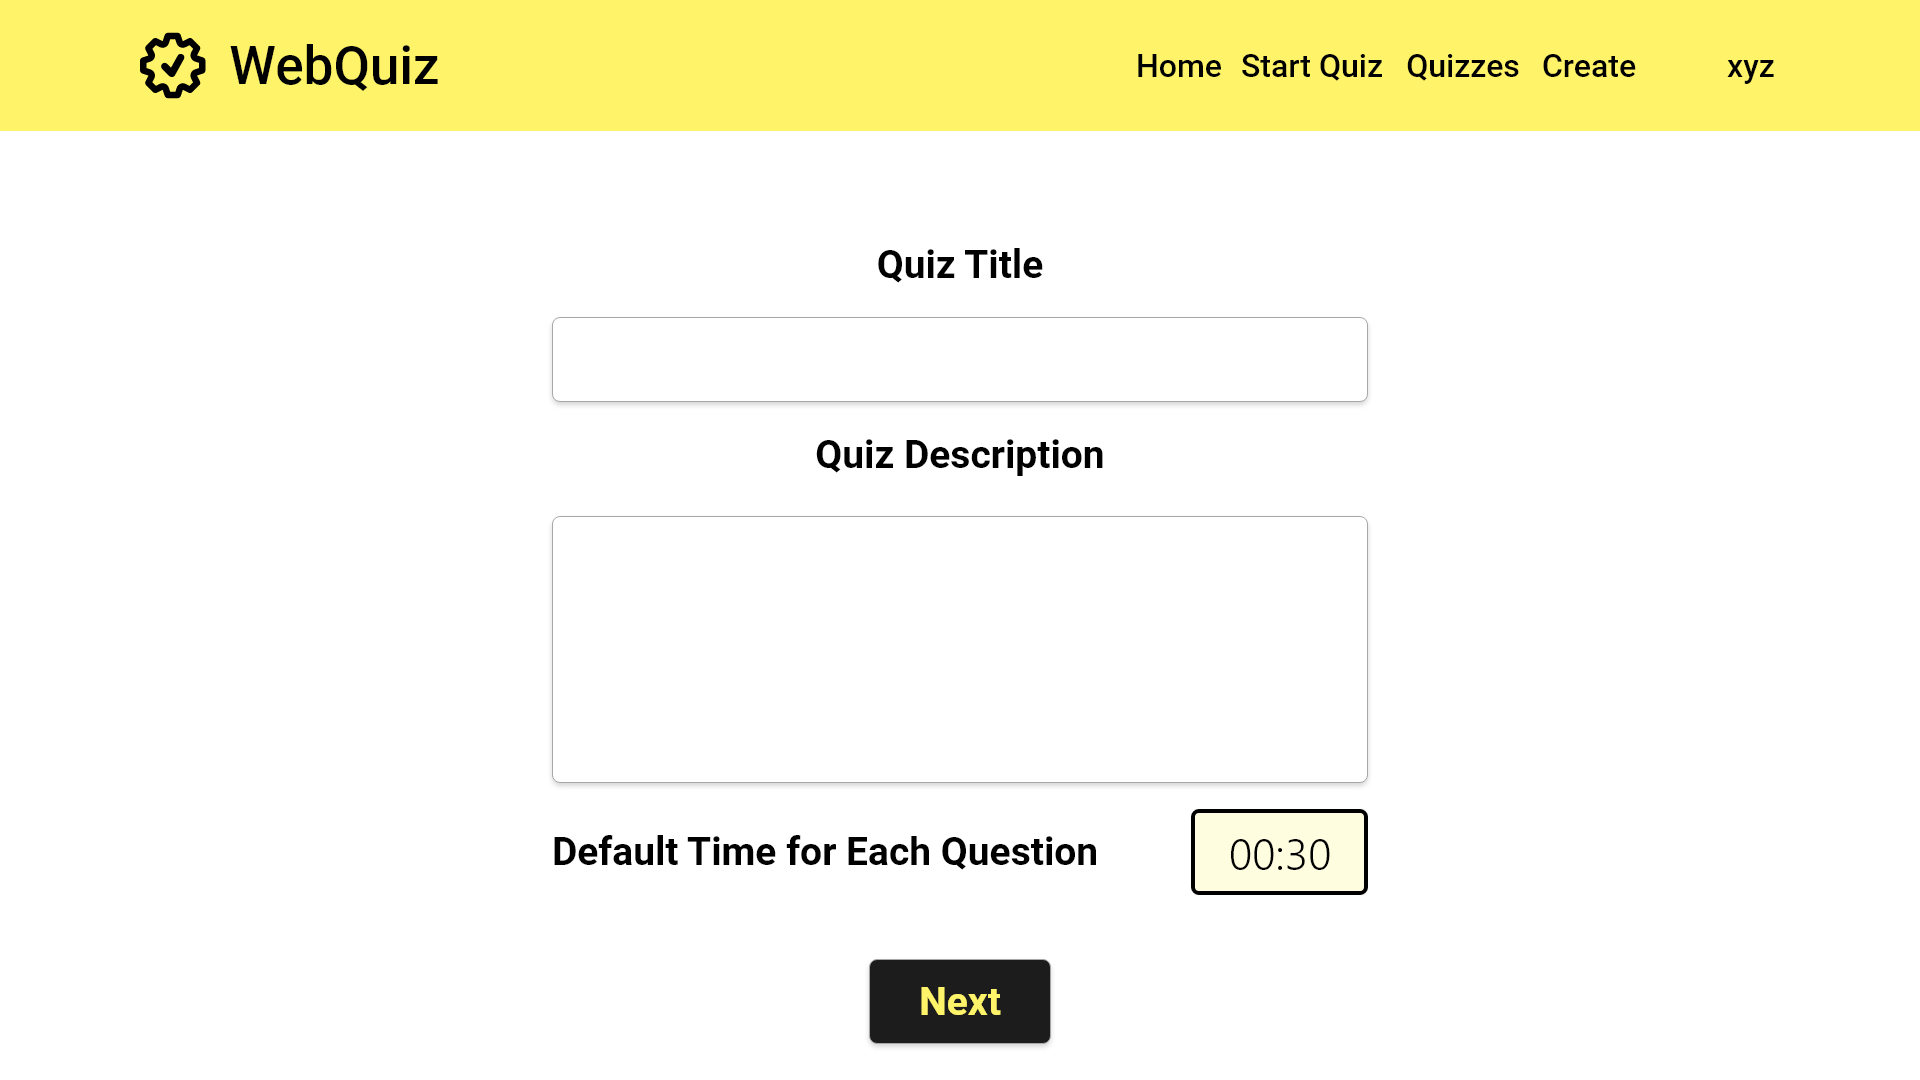 WebQuiz
Home Start Quiz Quizzes Create xyz
Quiz Title
Quiz Description
Default Time for Each Question 00:30
Next